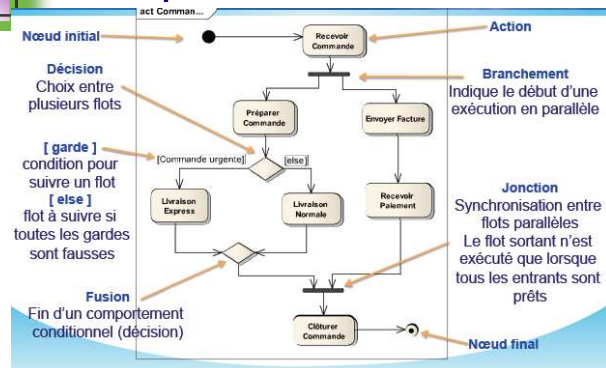 act Comman...
Nœud initial
Recevoir
Commande
Action
Décision
Choix entre
plusieurs flots
Branchement
Indique le début d'une
exécution en parallèle
Préparer
Commande
Envoyer Facture
[ garde ]
condition pour
suivre un flot
[ else ]
flot à suivre si
toutes les gardes
sont fausses
[Commande urgente]
[else]
Livraison
Express
Livraison
Normale
Recevoir
Paiement
Jonction
Synchronisation entre
flots parallèles
Le flot sortant n'est
exécuté que lorsque
tous les entrants sont
prêts
Fusion
Fin d'un comportement
conditionnel (décision)
Clôturer
Commande
Nœud final